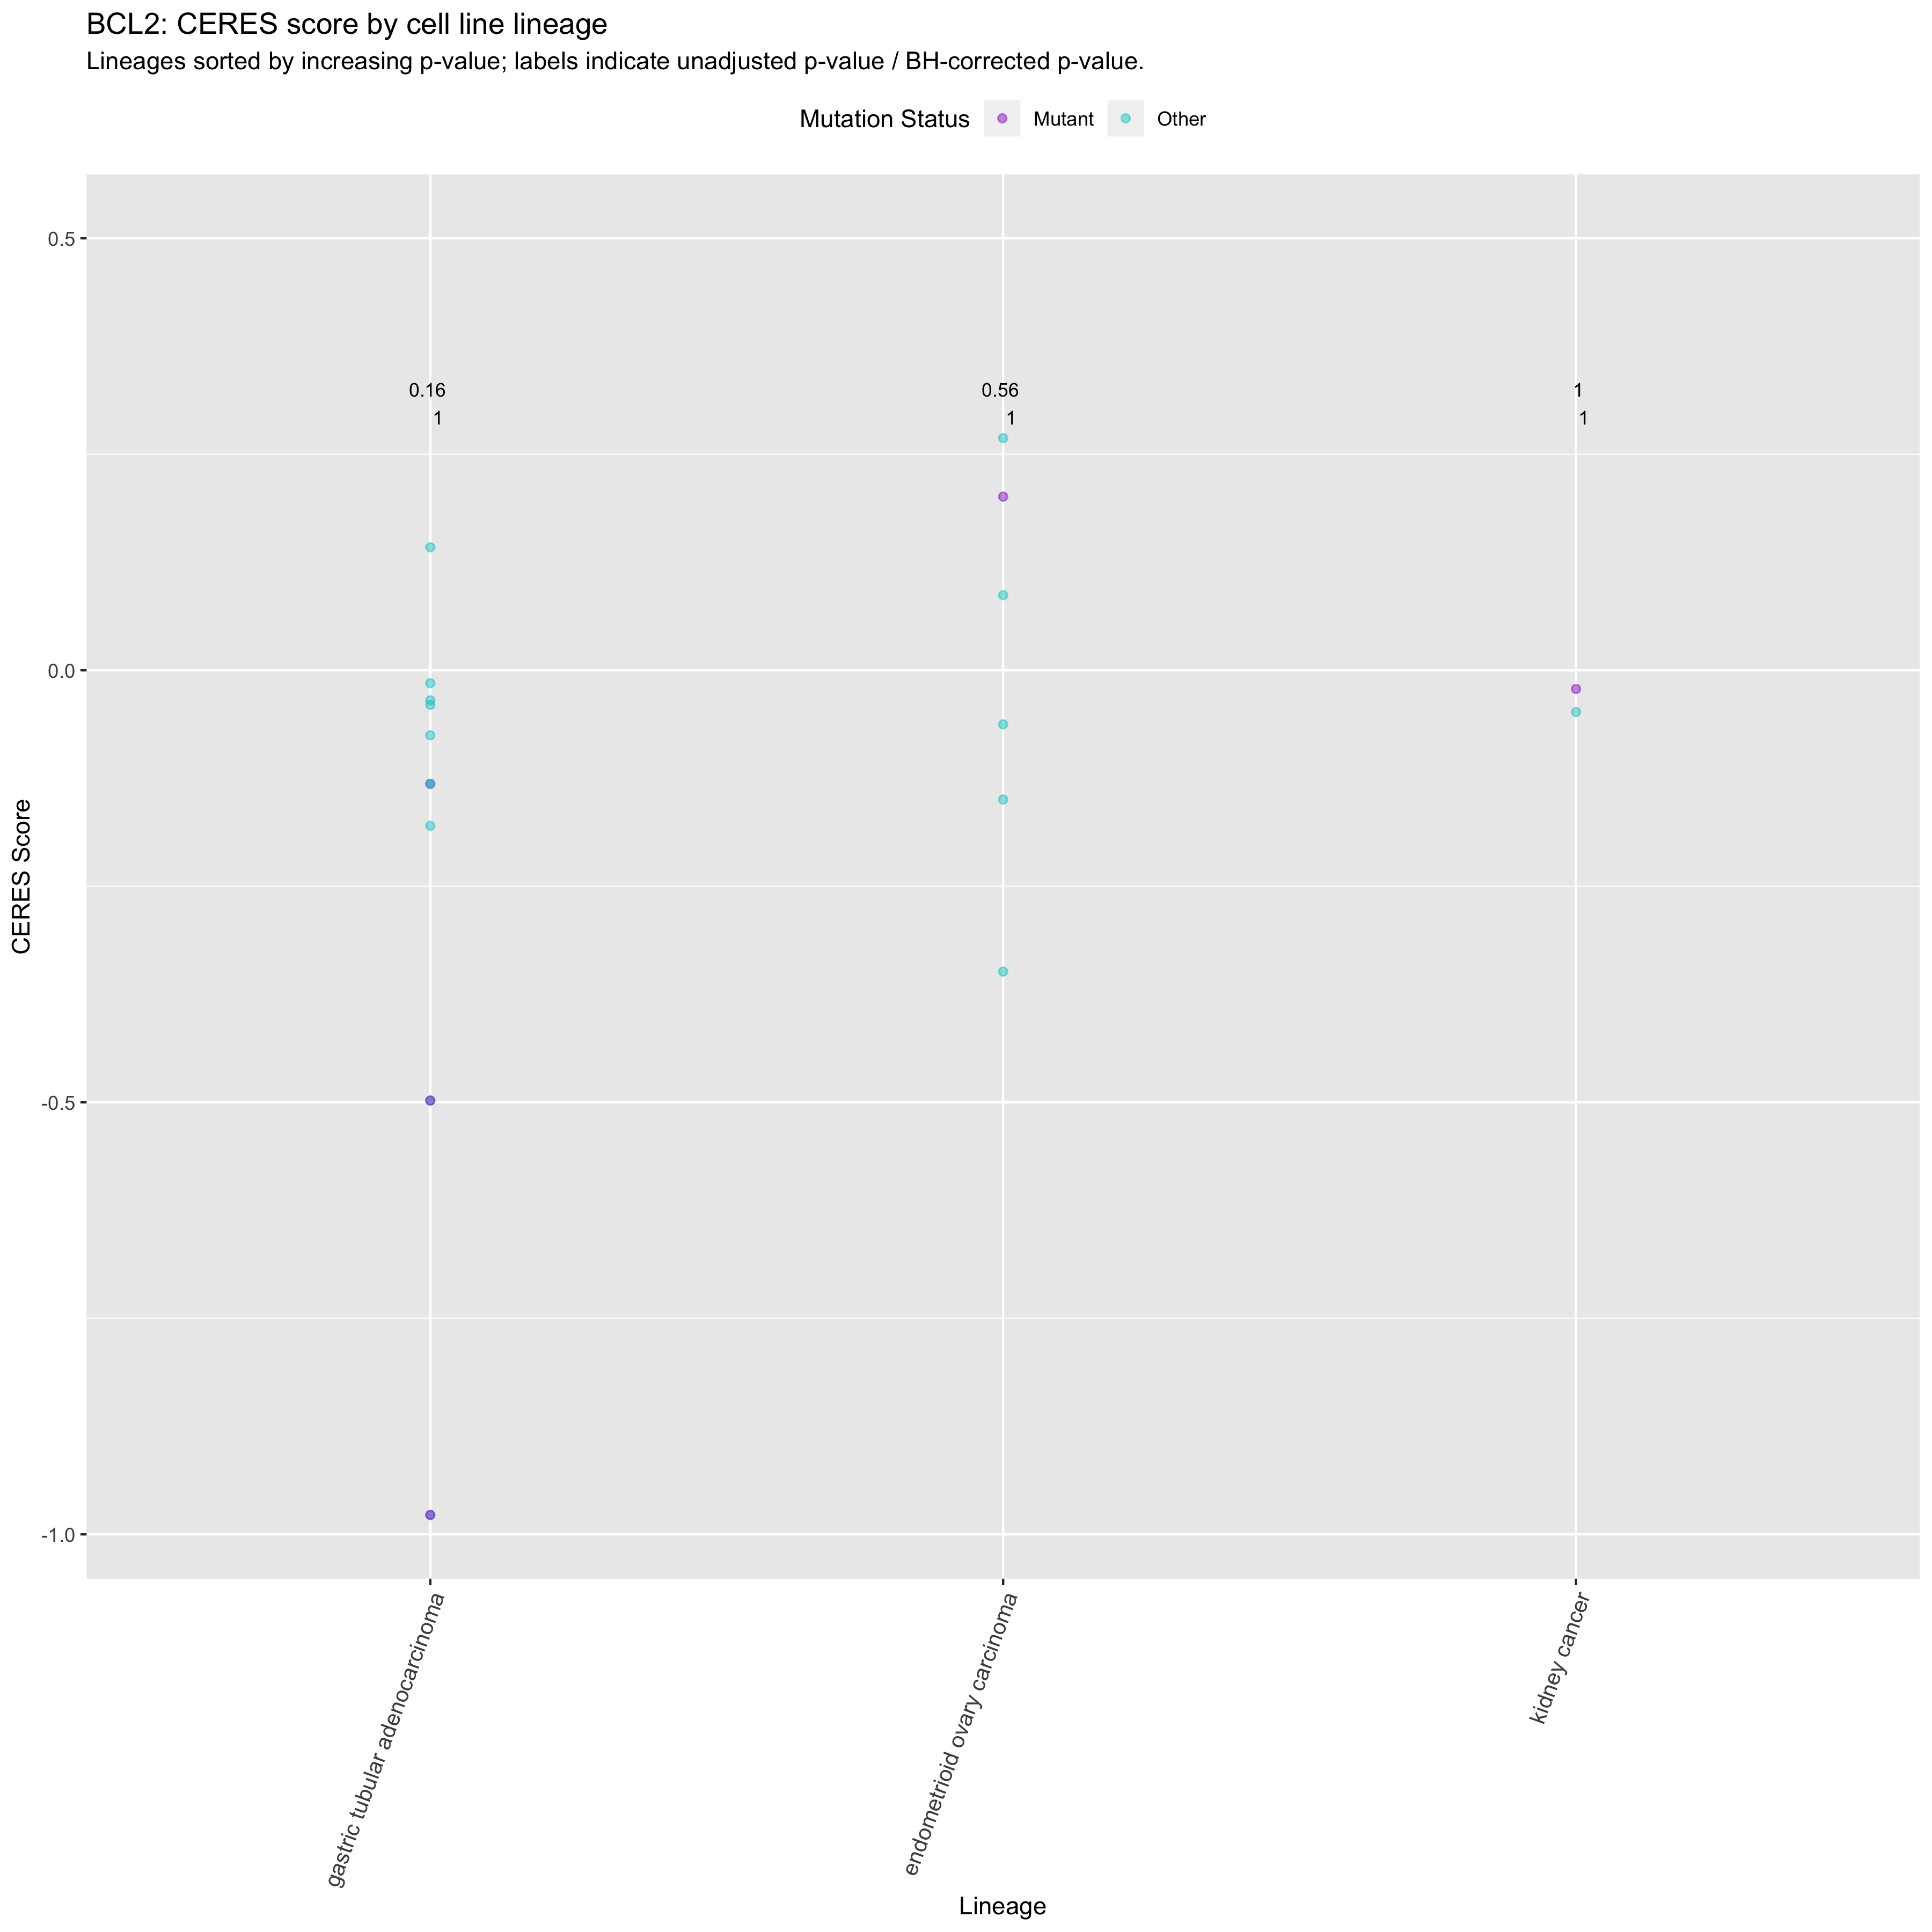 BCL2: CERES score by cell line lineage
Lineages sorted by increasing p-value; labels indicate unadjusted p-value / BH-corrected p-value.
Mutation Status Mutant Other
0.5
0.16 0.56 1
1 1 1
0.0
CERES Score
-0.5
-1.0
gastric tubular adenocarcinoma
endometrioid ovary carcinoma
kidney cancer
Lineage